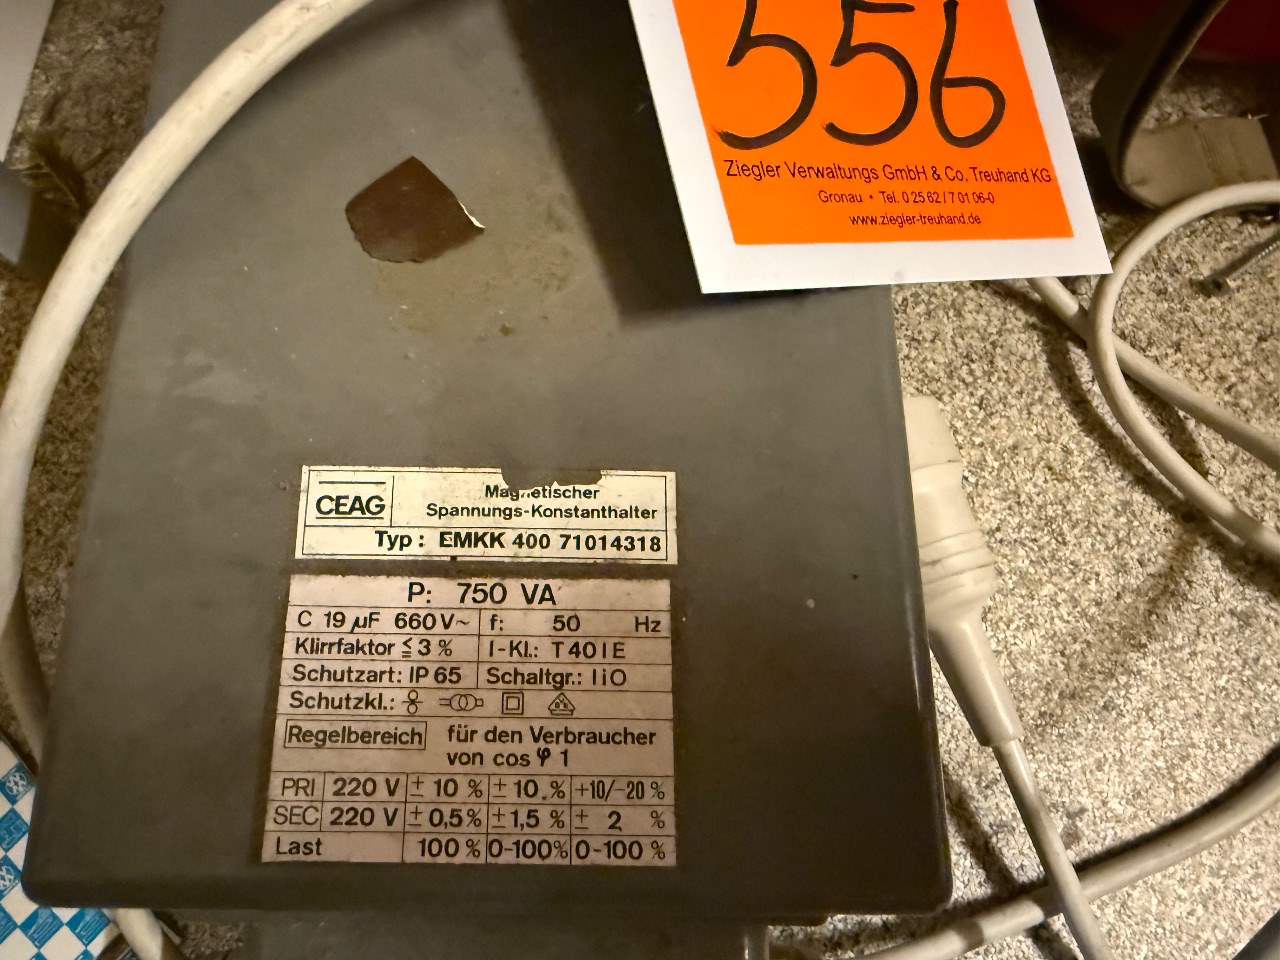 556
Ziegler Verwaltungs GmbH & Co. Treuhand KG
Gronau • Tel. 0 25 62 / 7 01 06-0
www.ziegler-treuhand.de
CEAG
Magnetischer
Spannungs-Konstanthalter
Typ: EMKK 400 71014318
P: 750 VA
C 19 µF 660 V~ f: 50 Hz
Klirrfaktor ≦ 3 % I-Kl.: T 40 I E
Schutzart: IP 65 Schaltgr.: I i O
Schutzkl.:
Regelbereich für den Verbraucher
von cos φ 1
PRI 220 V ± 10 % ± 10 % +10/-20 %
SEC 220 V ± 0,5% ± 1,5 % ± 2 %
Last 100 % 0-100% 0-100 %